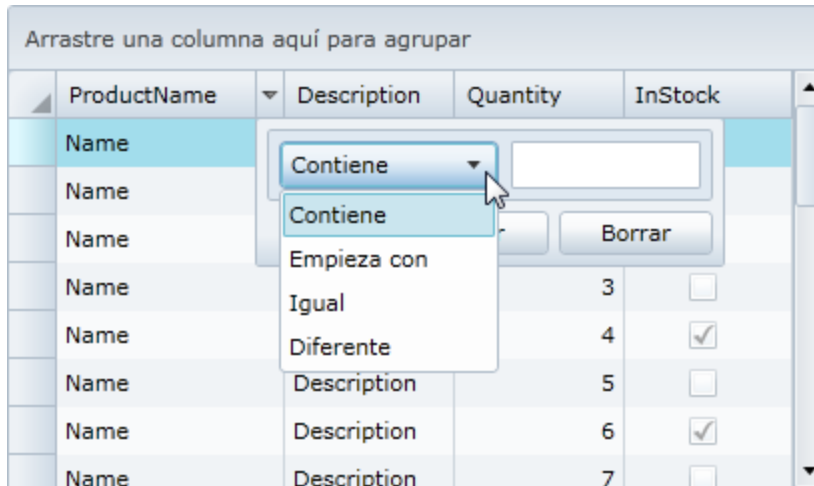 Arrastre una columna aquí para agrupar
ProductName Description Quantity InStock
Name
Contiene
Name
Contiene
Name
Borrar
Empieza con
Name 3
Igual
Name 4
Diferente
Name Description 5
Name Description 6
Name Description 7